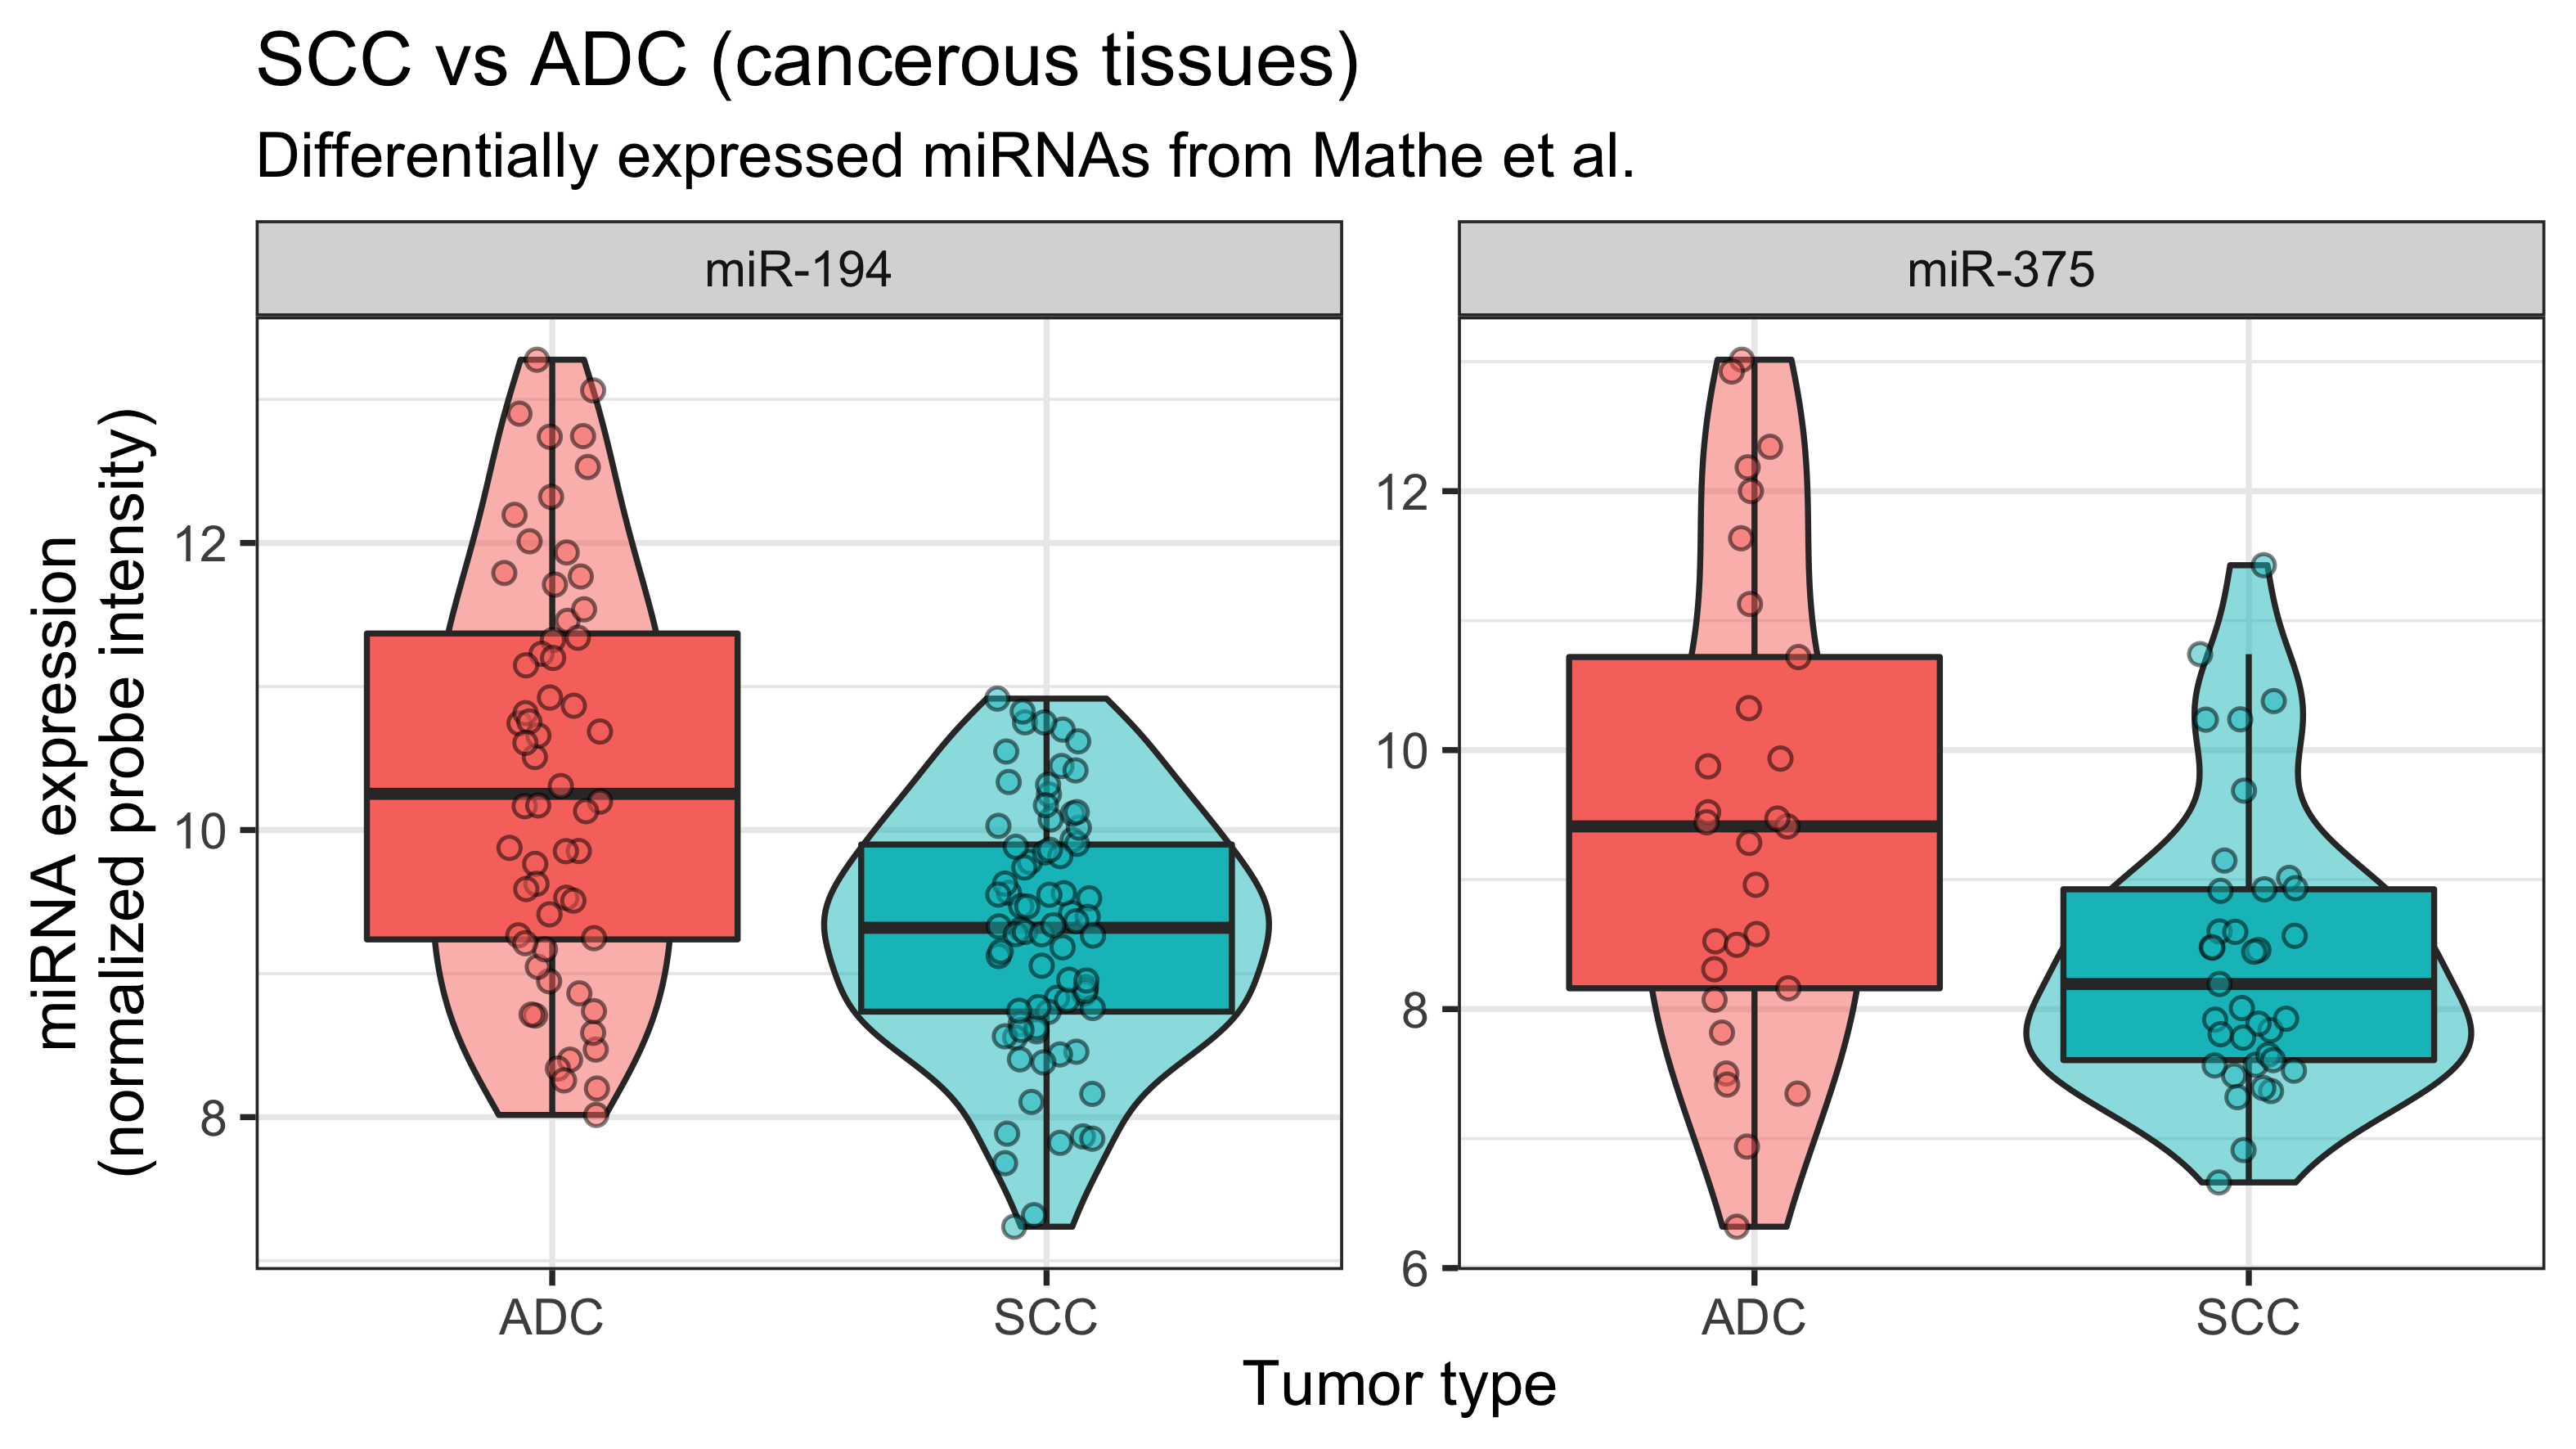 SCC vs ADC (cancerous tissues)
Differentially expressed miRNAs from Mathe et al.
miR-194
miR-375
miRNA expression
(normalized probe intensity)
12
10
8
12
10
8
6
ADC
SCC
ADC
SCC
Tumor type